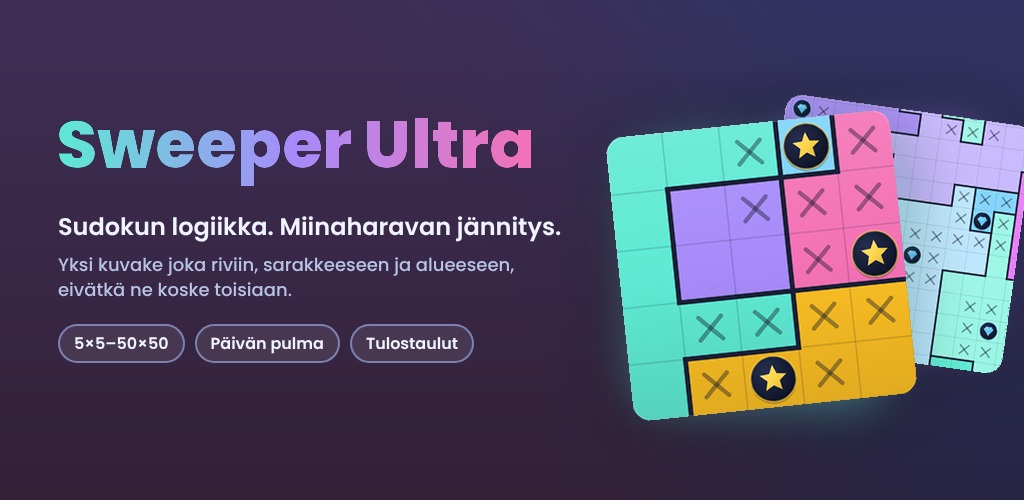 Sweeper Ultra
Sudokun logiikka. Miinaharavan jännitys.
Yksi kuvake joka riviin, sarakkeeseen ja alueeseen,
eivätkä ne koske toisiaan.
5×5–50×50
Päivän pulma
Tulostaulut